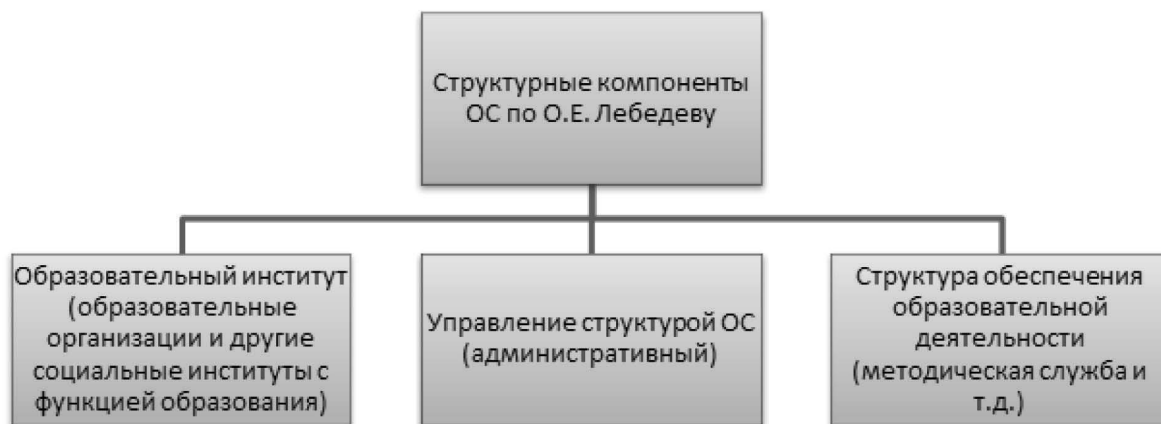 Структурные компоненты
ОС по О.Е. Лебедеву
Образовательный институт
(образовательные
организации и другие
социальные институты с
функцией образования)
Управление структурой ОС
(административный)
Структура обеспечения
образовательной
деятельности
(методическая служба и
т.д.)